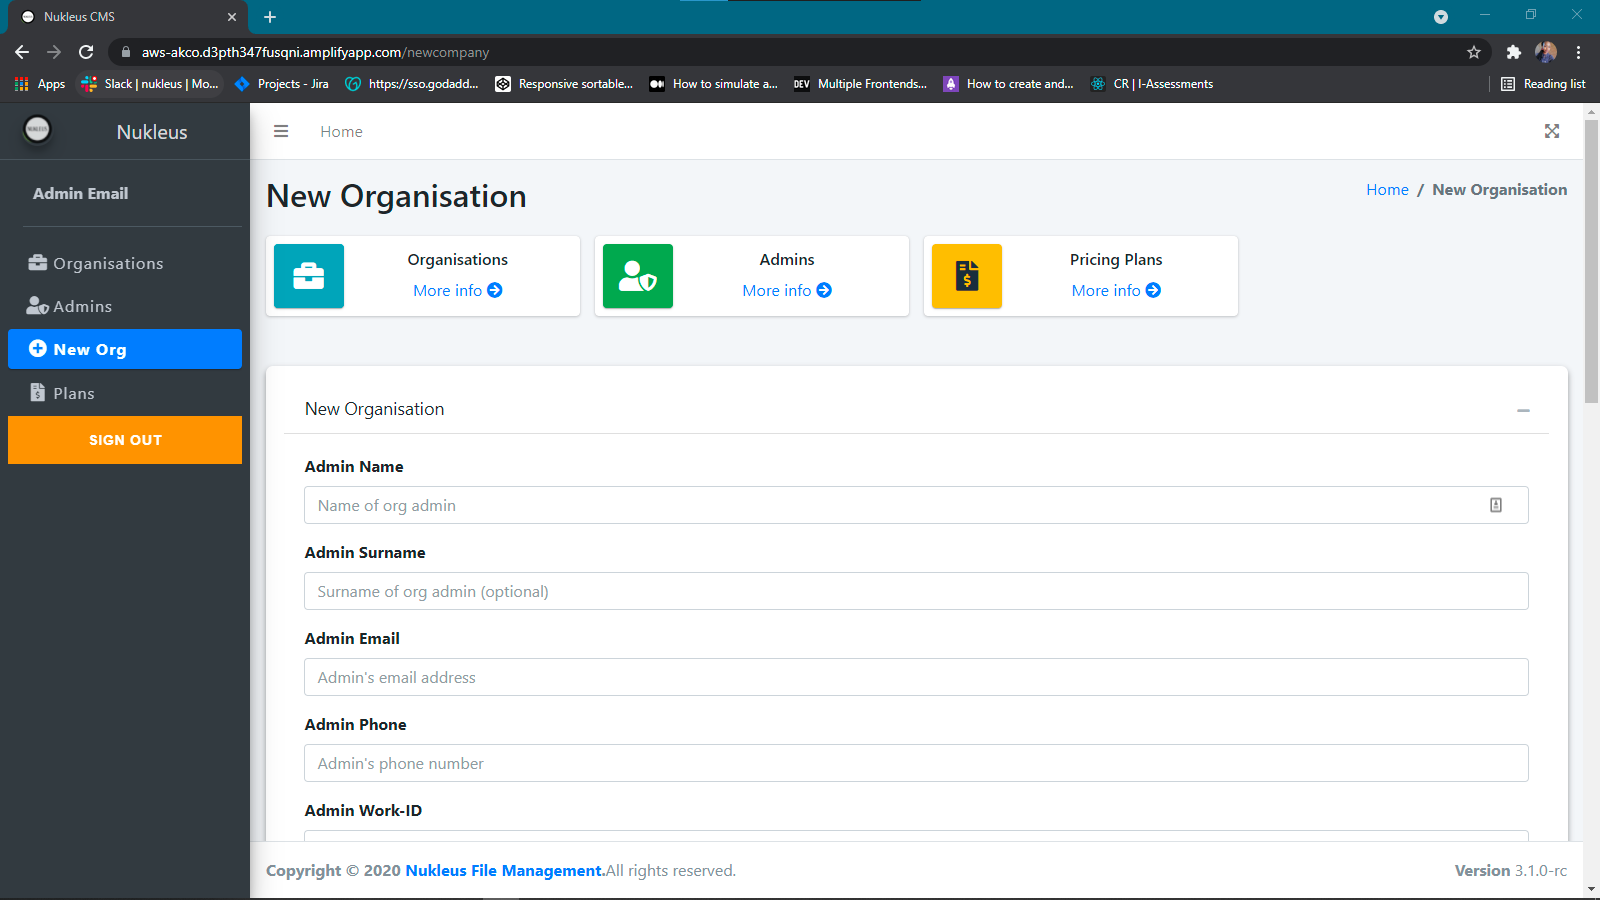 Nukleus CMS
aws-akco.d3pth347fusqni.amplifyapp.com/newcompany
Apps Slack | nukleus | Mo... Projects - Jira https://sso.godadd... Responsive sortable... How to simulate a... DEV Multiple Frontends... How to create and... CR | I-Assessments Reading list
Nukleus
Home
Admin Email
New Organisation
Home / New Organisation
Organisations
Admins
New Org
Plans
SIGN OUT
Organisations
More info
Admins
More info
Pricing Plans
More info
New Organisation
Admin Name
Name of org admin
Admin Surname
Surname of org admin (optional)
Admin Email
Admin's email address
Admin Phone
Admin's phone number
Admin Work-ID
Copyright © 2020 Nukleus File Management.All rights reserved.
Version 3.1.0-rc